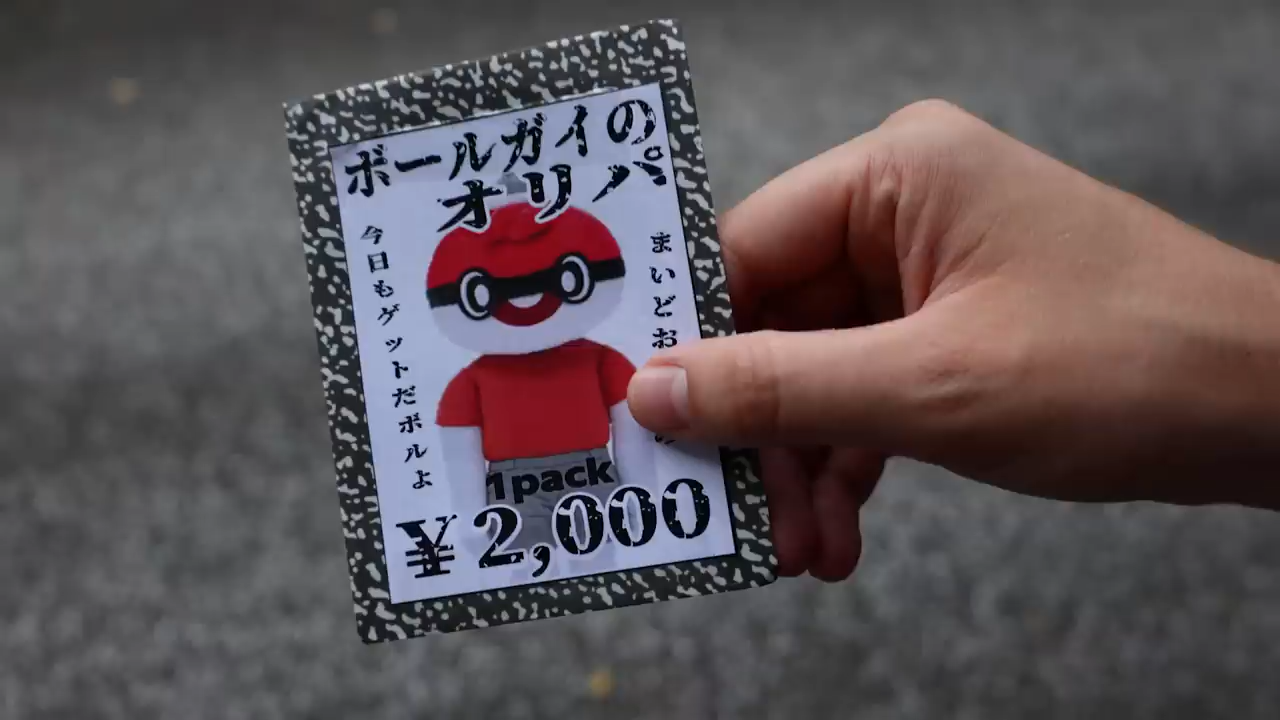 ボールガイの
オリパ
まいどお
今日もゲットだボルよ
1pack
¥2,000